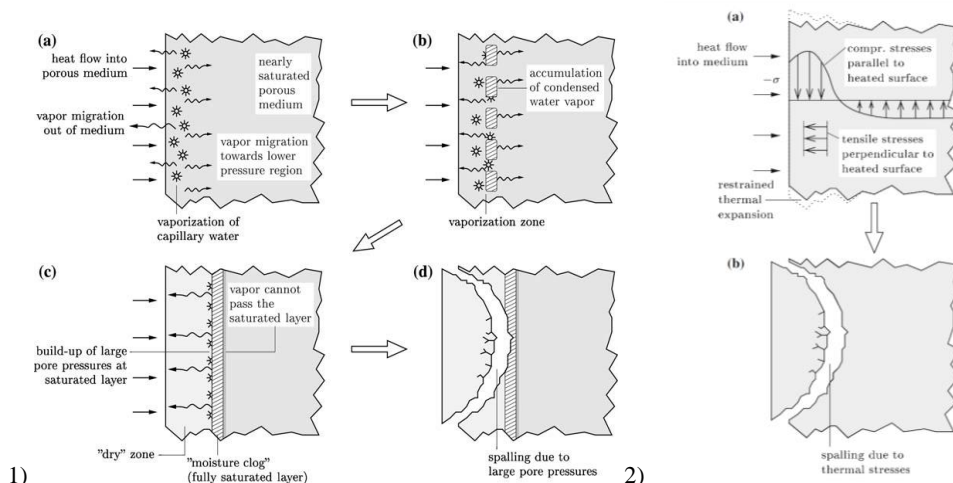 (a)
heat flow into
porous medium
vapor migration
out of medium
nearly
saturated
porous
medium
vapor migration
towards lower
pressure region
vaporization of
capillary water
(b)
accumulation
of condensed
water vapor
vaporization zone
(c)
build-up of large
pore pressures at
saturated layer
vapor cannot
pass the
saturated layer
"dry" zone
"moisture clog"
(fully saturated layer)
(d)
spalling due to
large pore pressures
1)
(a)
heat flow
into medium
−σ
compr. stresses
parallel to
heated surface
tensile stresses
perpendicular to
heated surface
restrained
thermal
expansion
(b)
spalling due to
thermal stresses
2)